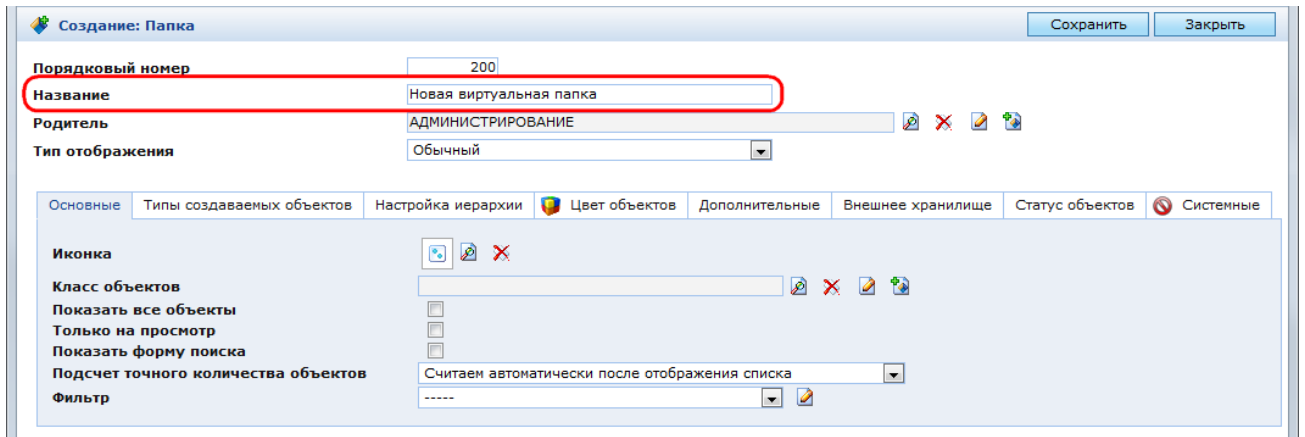 Создание: Папка Сохранить Закрыть
Порядковый номер 200
Название Новая виртуальная папка
Родитель АДМИНИСТРИРОВАНИЕ
Тип отображения Обычный
Основные Типы создаваемых объектов Настройка иерархии Цвет объектов Дополнительные Внешнее хранилище Статус объектов Системные
Иконка
Класс объектов
Показать все объекты
Только на просмотр
Показать форму поиска
Подсчет точного количества объектов Считаем автоматически после отображения списка
Фильтр -----